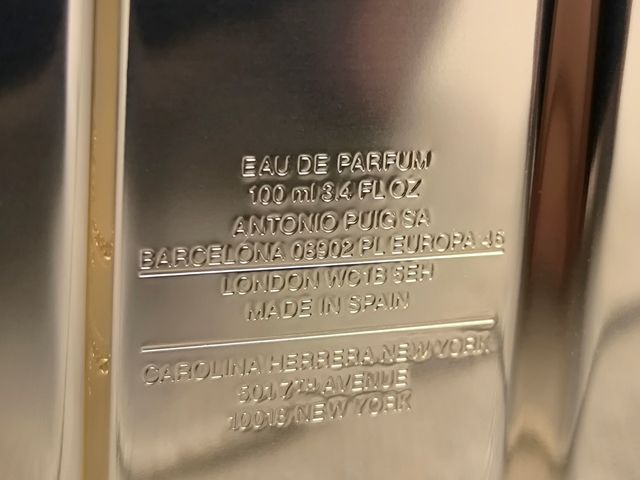 EAU DE PARFUM
100 ml 3.4 FL OZ
ANTONIO PUIG SA
BARCELONA 08902 PL EUROPA 46
LONDON WC1B 5EH
MADE IN SPAIN
CAROLINA HERRERA NEW YORK
501 7TH AVENUE
10018 NEW YORK